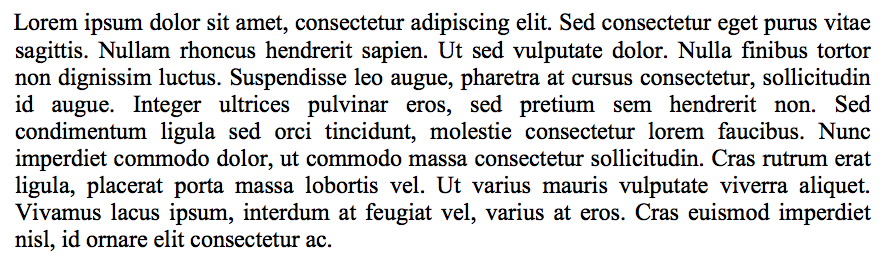 Lorem ipsum dolor sit amet, consectetur adipiscing elit. Sed consectetur eget purus vitae
sagittis. Nullam rhoncus hendrerit sapien. Ut sed vulputate dolor. Nulla finibus tortor
non dignissim luctus. Suspendisse leo augue, pharetra at cursus consectetur, sollicitudin
id augue. Integer ultrices pulvinar eros, sed pretium sem hendrerit non. Sed
condimentum ligula sed orci tincidunt, molestie consectetur lorem faucibus. Nunc
imperdiet commodo dolor, ut commodo massa consectetur sollicitudin. Cras rutrum erat
ligula, placerat porta massa lobortis vel. Ut varius mauris vulputate viverra aliquet.
Vivamus lacus ipsum, interdum at feugiat vel, varius at eros. Cras euismod imperdiet
nisl, id ornare elit consectetur ac.